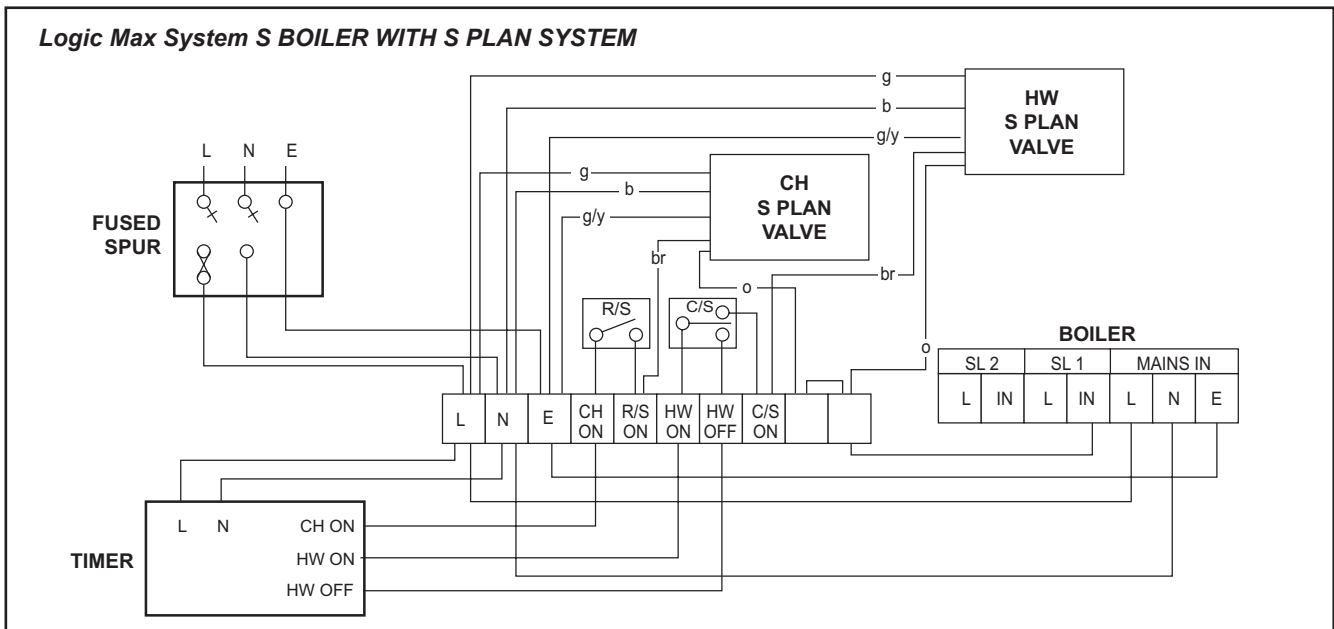 Logic Max System S BOILER WITH S PLAN SYSTEM
g
b
g/y
HW
S PLAN
VALVE
L N E
FUSED
SPUR
g
b
g/y
CH
S PLAN
VALVE
br
br
o
o
R/S
C/S
BOILER
SL 2 SL 1 MAINS IN
L IN L IN L N E
L N E CH ON R/S ON HW ON HW OFF C/S ON
TIMER
L N CH ON
HW ON
HW OFF